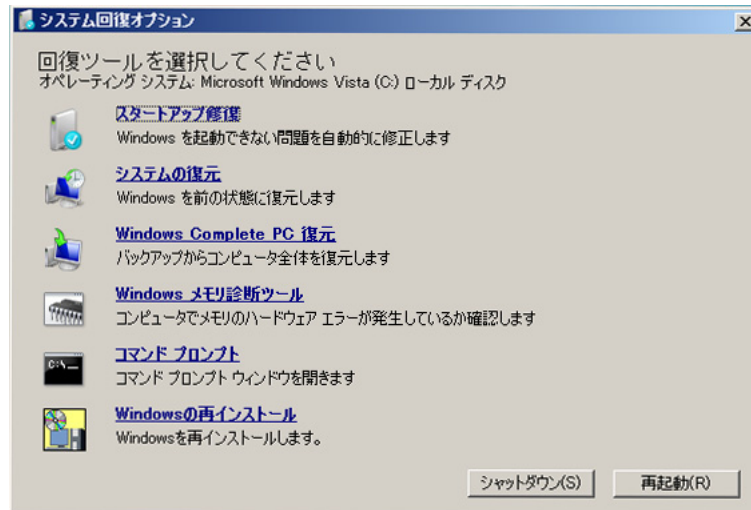 システム回復オプション
回復ツールを選択してください
オペレーティング システム: Microsoft Windows Vista (C:) ローカル ディスク
スタートアップ修復
Windows を起動できない問題を自動的に修正します
システムの復元
Windows を前の状態に復元します
Windows Complete PC 復元
バックアップからコンピュータ全体を復元します
Windows メモリ診断ツール
コンピュータでメモリのハードウェア エラーが発生しているか確認します
C:\_
コマンド プロンプト
コマンド プロンプト ウィンドウを開きます
Windowsの再インストール
Windowsを再インストールします。
シャットダウン(S)
再起動(R)